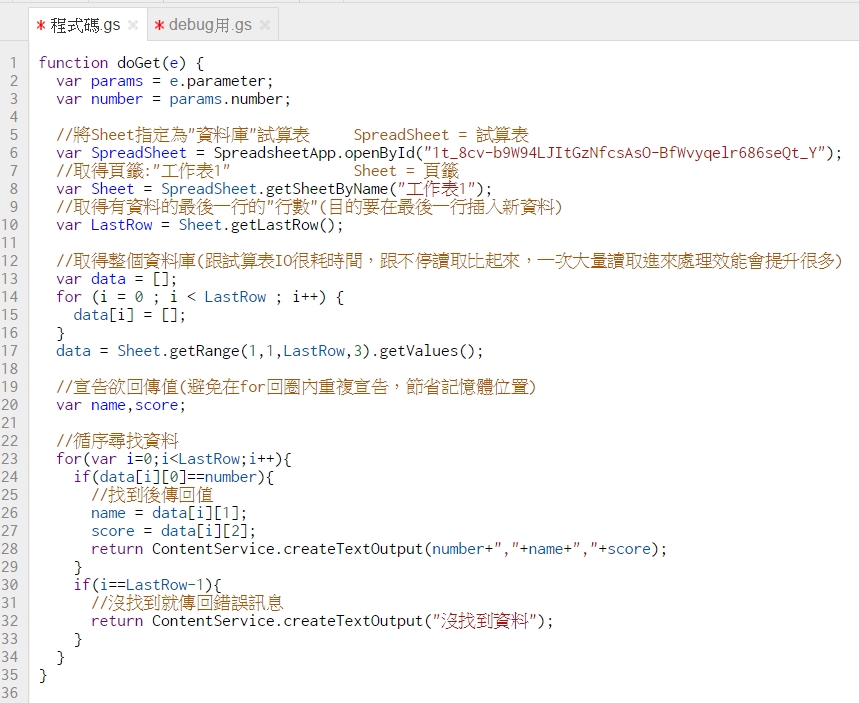 * 程式碼.gs × * debug用.gs ×
1 function doGet(e) {
2   var params = e.parameter;
3   var number = params.number;
4
5   //將Sheet指定為"資料庫"試算表     SpreadSheet = 試算表
6   var SpreadSheet = SpreadsheetApp.openById("1t_8cv-b9W94LJItGzNfcsAsO-BfWvyqelr686seQt_Y");
7   //取得頁籤:"工作表1"              Sheet = 頁籤
8   var Sheet = SpreadSheet.getSheetByName("工作表1");
9   //取得有資料的最後一行的"行數"(目的要在最後一行插入新資料)
10   var LastRow = Sheet.getLastRow();
11
12   //取得整個資料庫(跟試算表IO很耗時間，跟不停讀取比起來，一次大量讀取進來處理效能會提升很多)
13   var data = [];
14   for (i = 0 ; i < LastRow ; i++) {
15     data[i] = [];
16   }
17   data = Sheet.getRange(1,1,LastRow,3).getValues();
18
19   //宣告欲回傳值(避免在for回圈內重複宣告，節省記憶體位置)
20   var name,score;
21
22   //循序尋找資料
23   for(var i=0;i<LastRow;i++){
24     if(data[i][0]==number){
25       //找到後傳回值
26       name = data[i][1];
27       score = data[i][2];
28       return ContentService.createTextOutput(number+","+name+","+score);
29     }
30     if(i==LastRow-1){
31       //沒找到就傳回錯誤訊息
32       return ContentService.createTextOutput("沒找到資料");
33     }
34   }
35 }
36